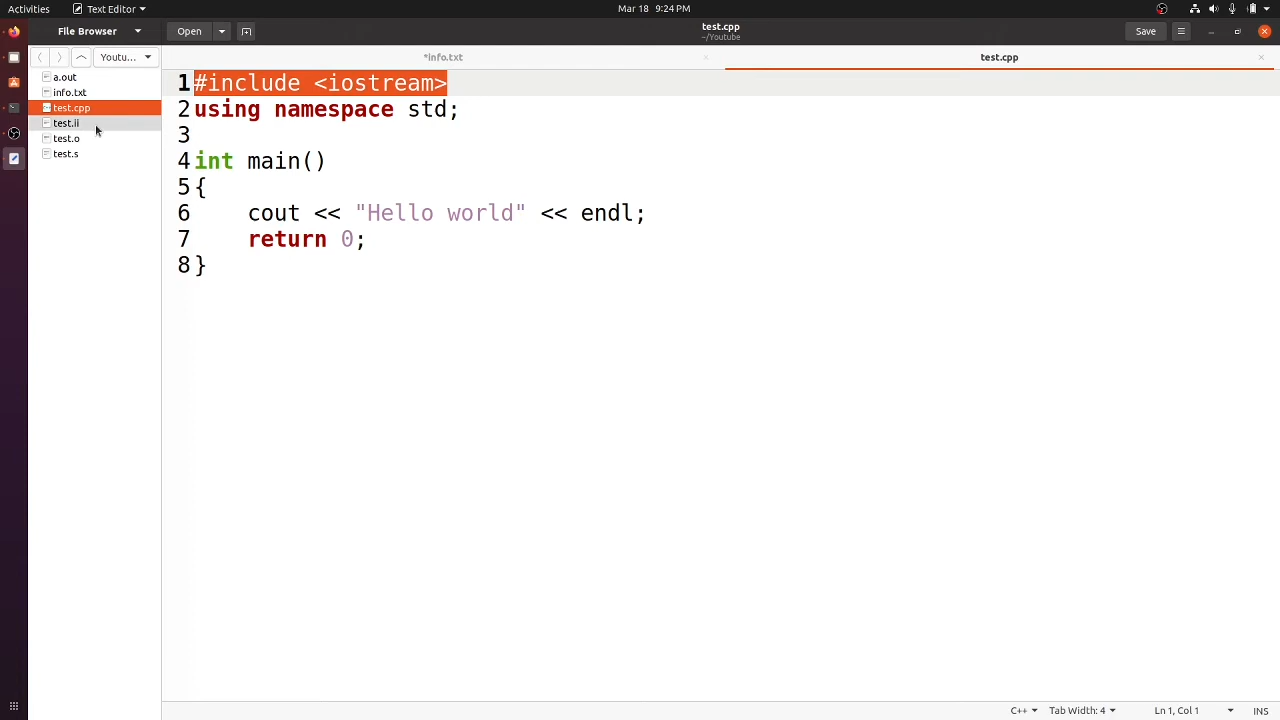 Activities
Text Editor
Mar 18 9:24 PM
File Browser
Open
test.cpp
~/Youtube
Save
Youtu...
*info.txt
test.cpp
a.out
info.txt
test.cpp
test.ii
test.o
test.s
1 #include <iostream>
2 using namespace std;
3
4 int main()
5 {
6     cout << "Hello world" << endl;
7     return 0;
8 }
C++
Tab Width: 4
Ln 1, Col 1
INS